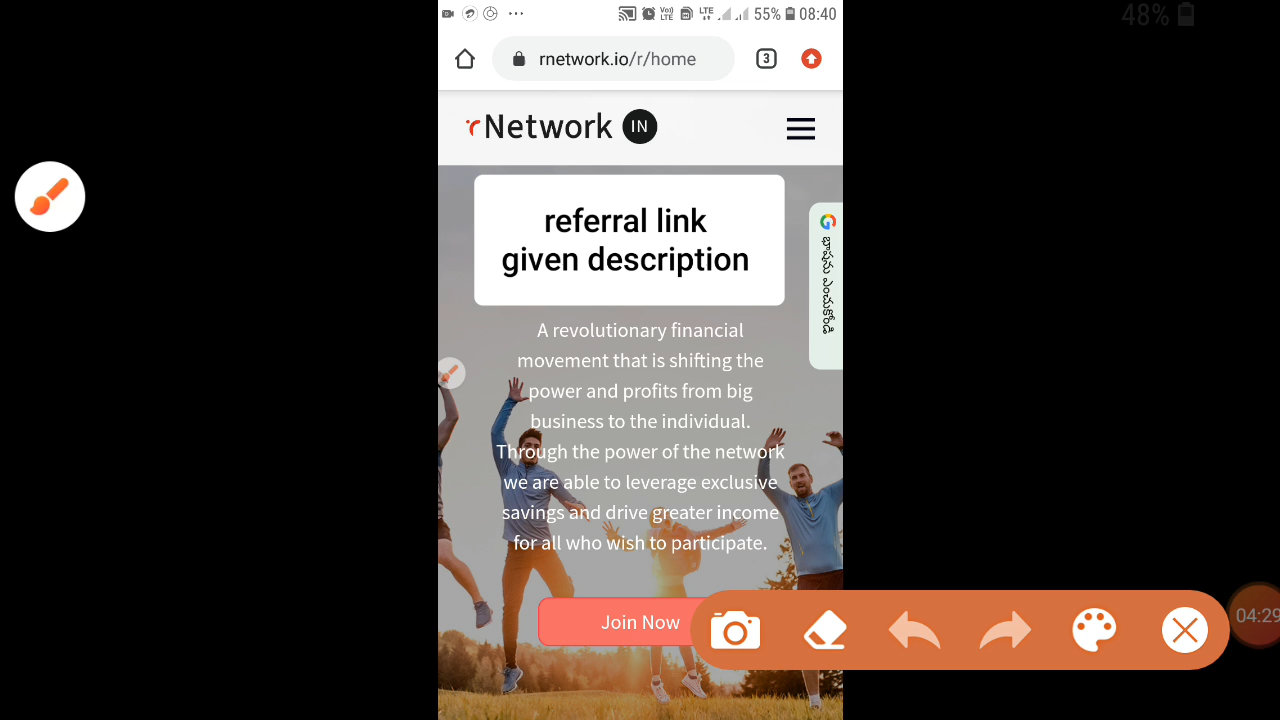 48%
Vo) LTE LTE 55% 08:40
rnetwork.io/r/home 3
rNetwork IN
referral link
given description
A revolutionary financial
movement that is shifting the
power and profits from big
business to the individual.
Through the power of the network
we are able to leverage exclusive
savings and drive greater income
for all who wish to participate.
Join Now
04:29